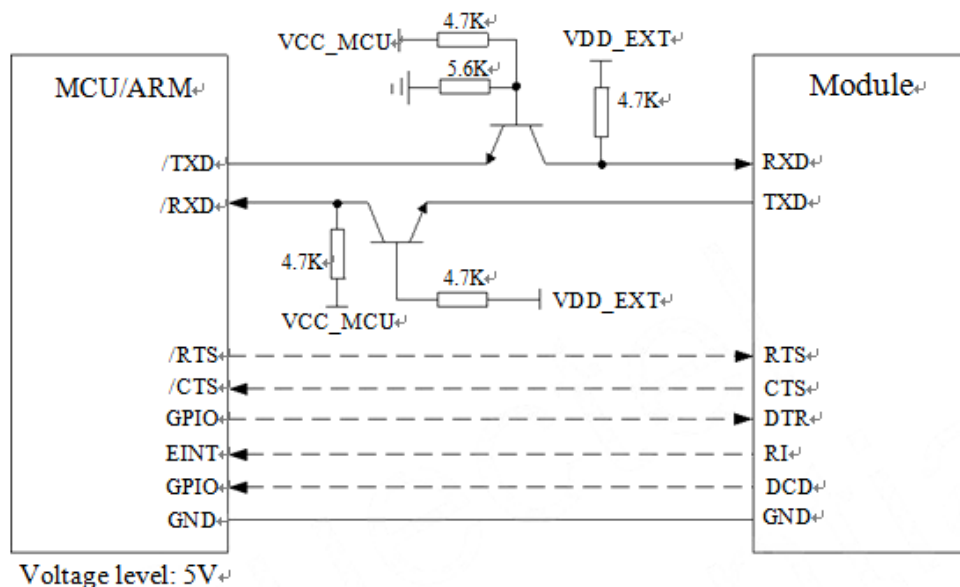 4.7K
VCC_MCU
VDD_EXT
5.6K
MCU/ARM
4.7K
Module
/TXD
RXD
/RXD
TXD
4.7K
4.7K
VDD_EXT
VCC_MCU
/RTS
RTS
/CTS
CTS
GPIO
DTR
EINT
RI
GPIO
DCD
GND
GND
Voltage level: 5V